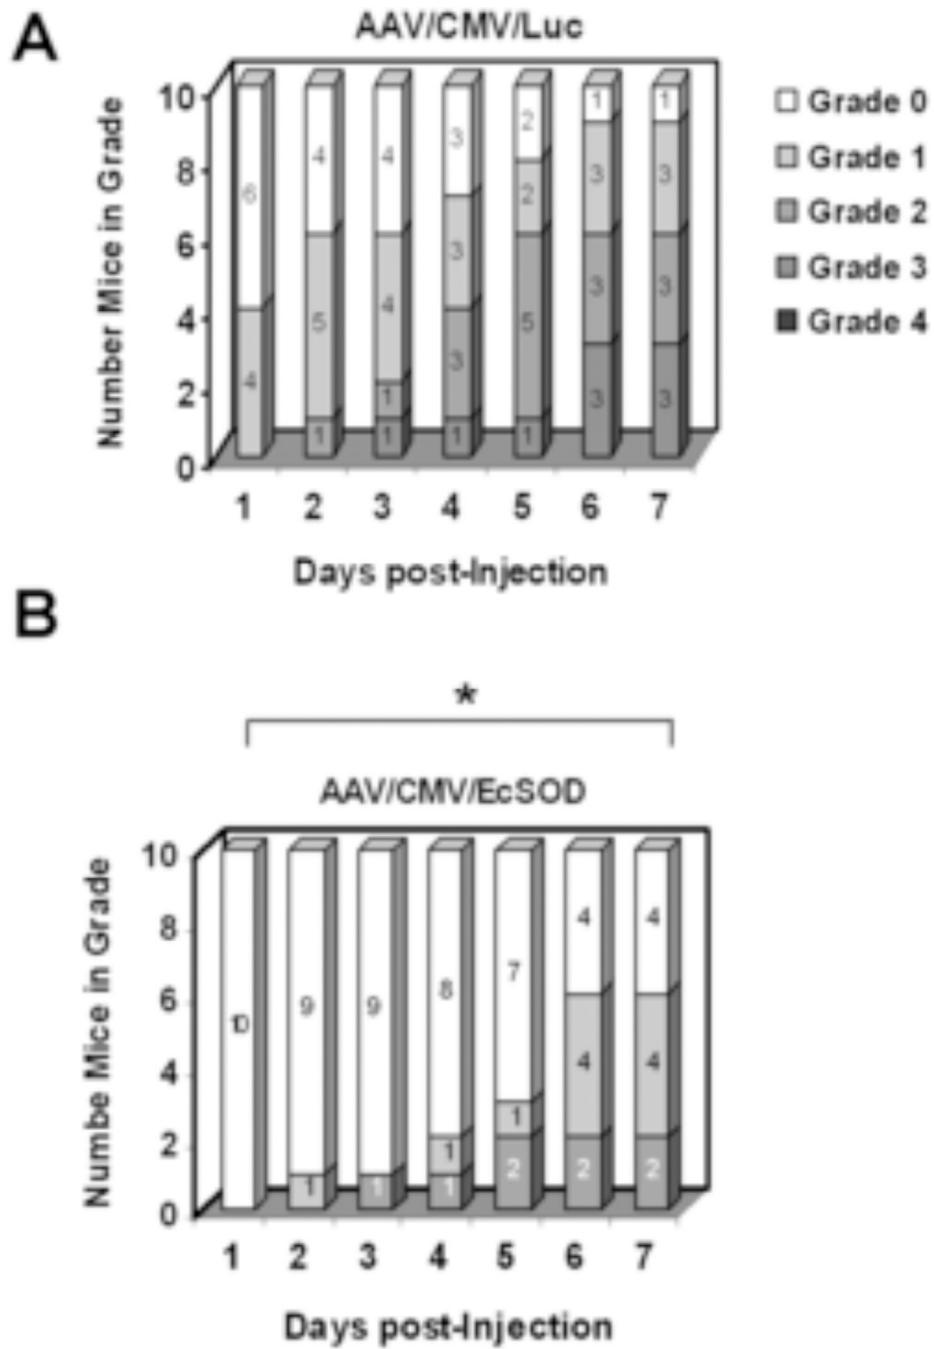 A
AAV/CMV/Luc
Number Mice in Grade
10
8
6
4
2
0
6 4 4 3 2 1 1
4 5 4 3 2 3 3
1 1 3 5 3 3
1 1 1 3 3
1 2 3 4 5 6 7
Days post-Injection
Grade 0
Grade 1
Grade 2
Grade 3
Grade 4
B
*
AAV/CMV/EcSOD
Numbe Mice in Grade
10
8
6
4
2
0
10 9 9 8 7 4 4
1 1 1 1 4 4
1 2 2 2
1 2 3 4 5 6 7
Days post-Injection